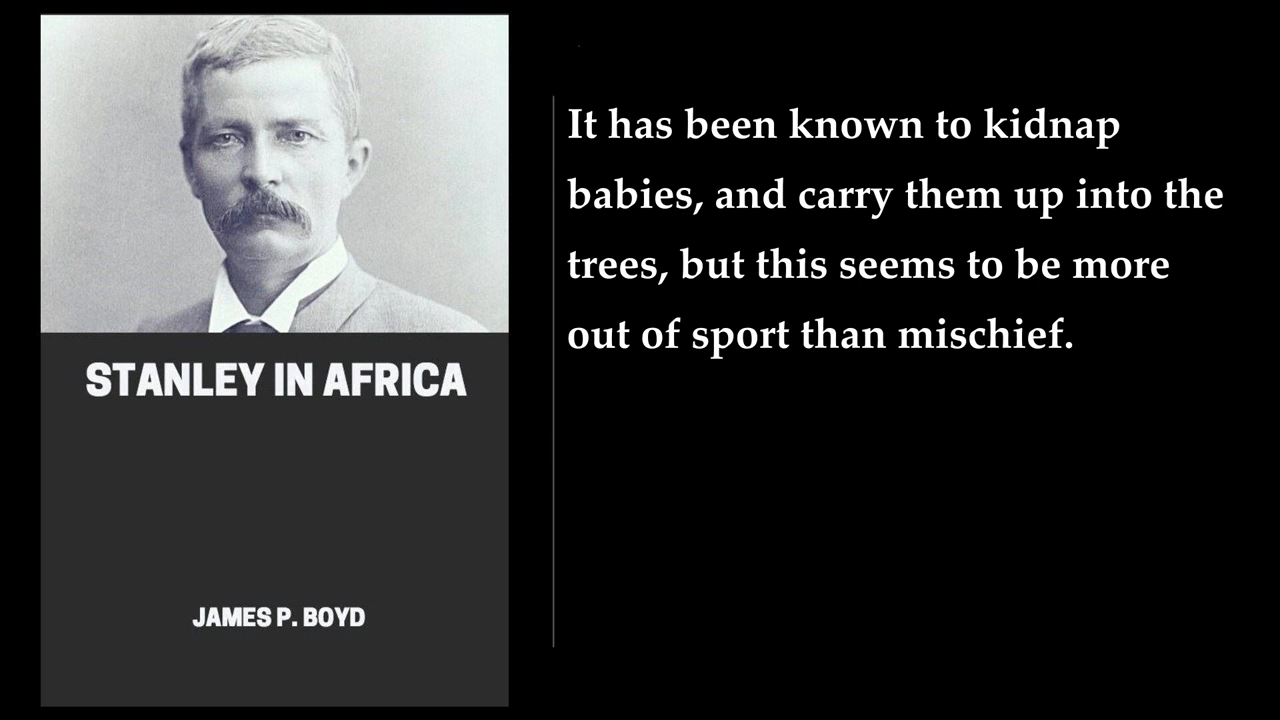 STANLEY IN AFRICA
JAMES P. BOYD
It has been known to kidnap
babies, and carry them up into the
trees, but this seems to be more
out of sport than mischief.